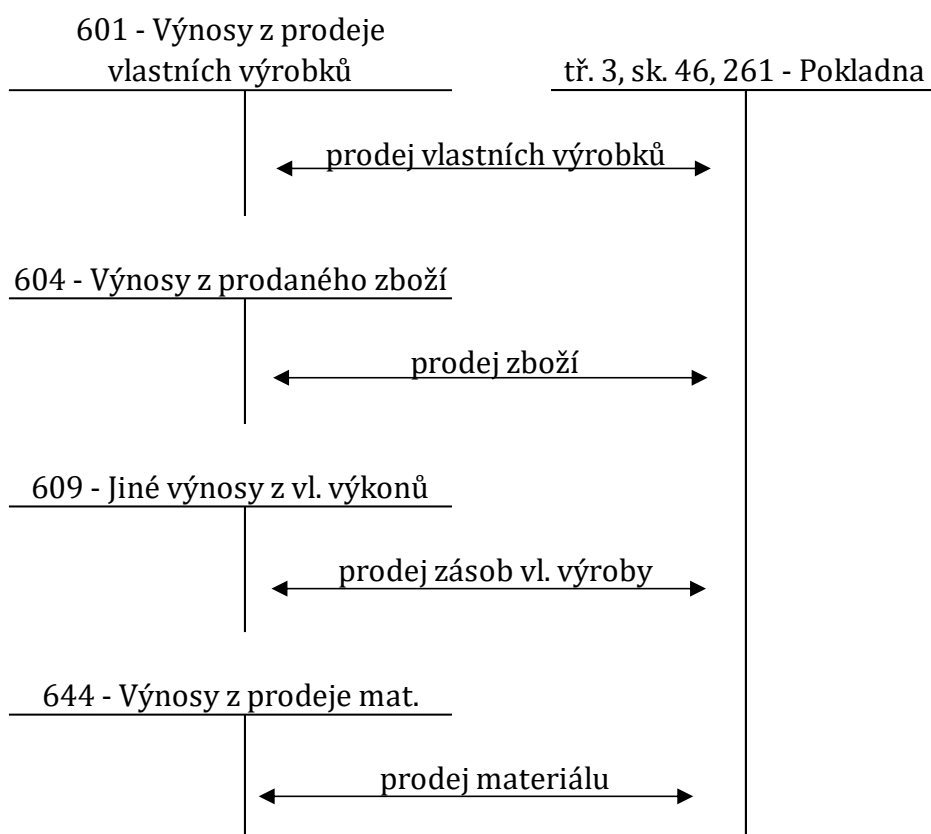 601 - Výnosy z prodeje
vlastních výrobků
tř. 3, sk. 46, 261 - Pokladna
prodej vlastních výrobků
604 - Výnosy z prodaného zboží
prodej zboží
609 - Jiné výnosy z vl. výkonů
prodej zásob vl. výroby
644 - Výnosy z prodeje mat.
prodej materiálu